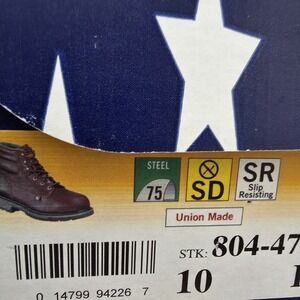 STEEL
75
SD
SR
Slip
Resisting
Union Made
STK: 804-47
10
0 14799 94226 7